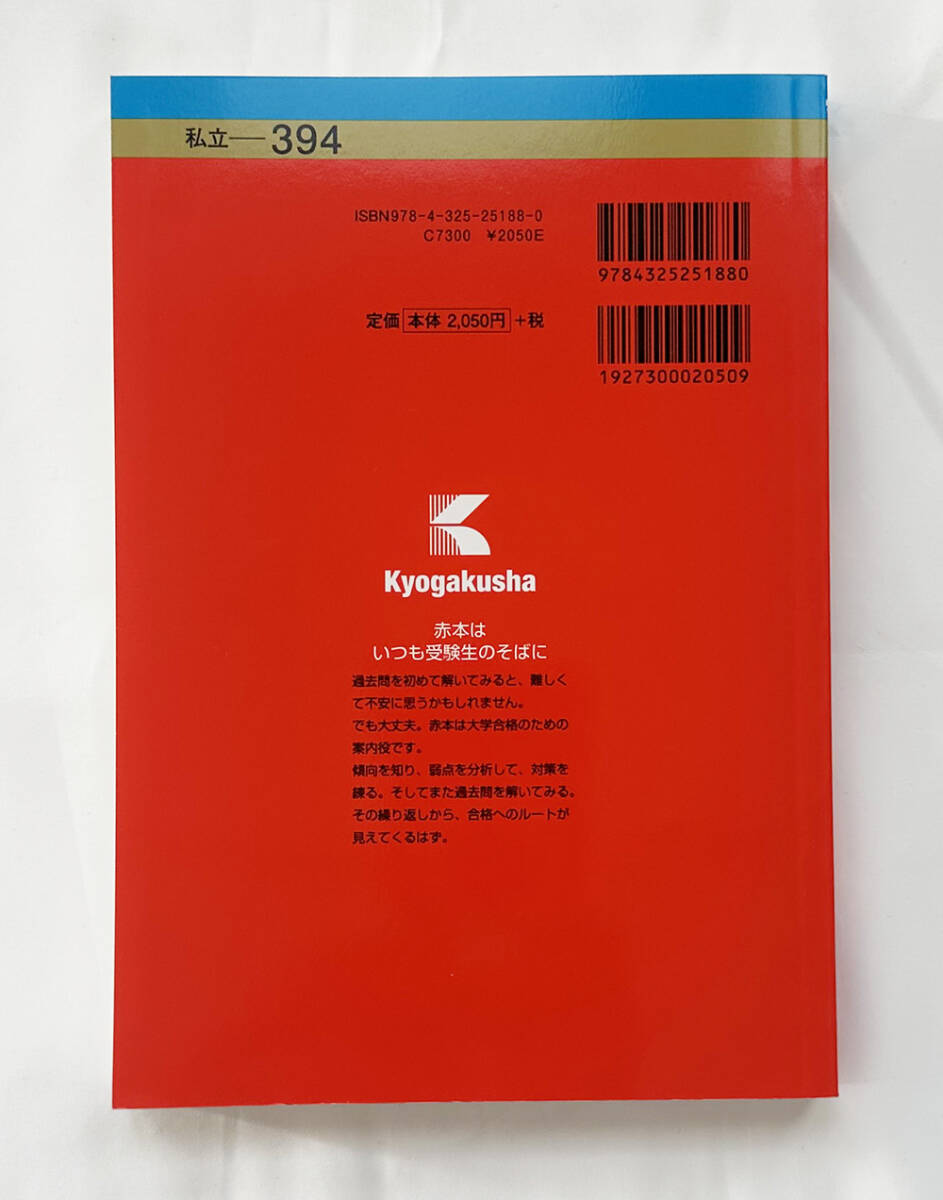 私立―394
ISBN978-4-325-25188-0
C7300 ¥2050E
9784325251880
定価 本体 2,050円 +税
1927300020509
Kyogakusha
赤本は
いつも受験生のそばに
過去問を初めて解いてみると、難しく
て不安に思うかもしれません。
でも大丈夫。赤本は大学合格のための
案内役です。
傾向を知り、弱点を分析して、対策を
練る。そしてまた過去問を解いてみる。
その繰り返しから、合格へのルートが
見えてくるはず。